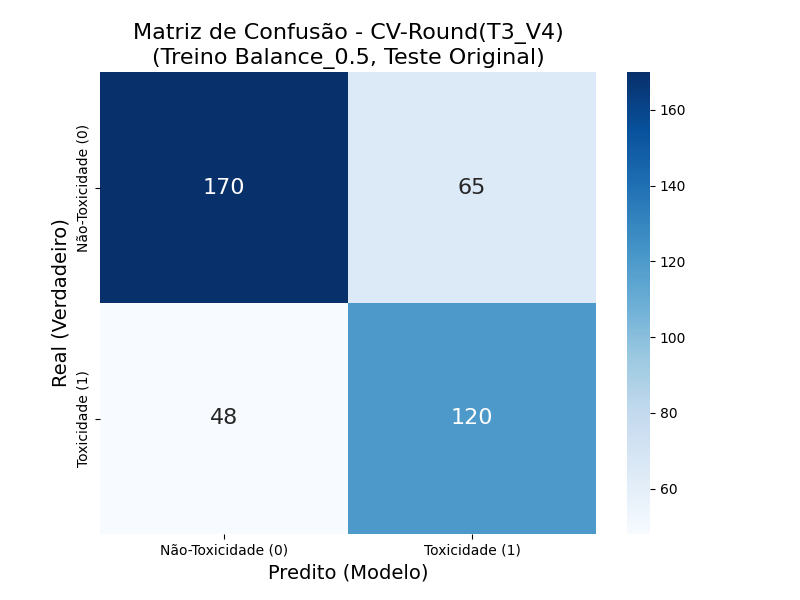 Matriz de Confusão - CV-Round(T3_V4)
(Treino Balance_0.5, Teste Original)
Real (Verdadeiro)
Não-Toxicidade (0)
Toxicidade (1)
170
65
48
120
Não-Toxicidade (0)
Toxicidade (1)
Predito (Modelo)
160
140
120
100
80
60